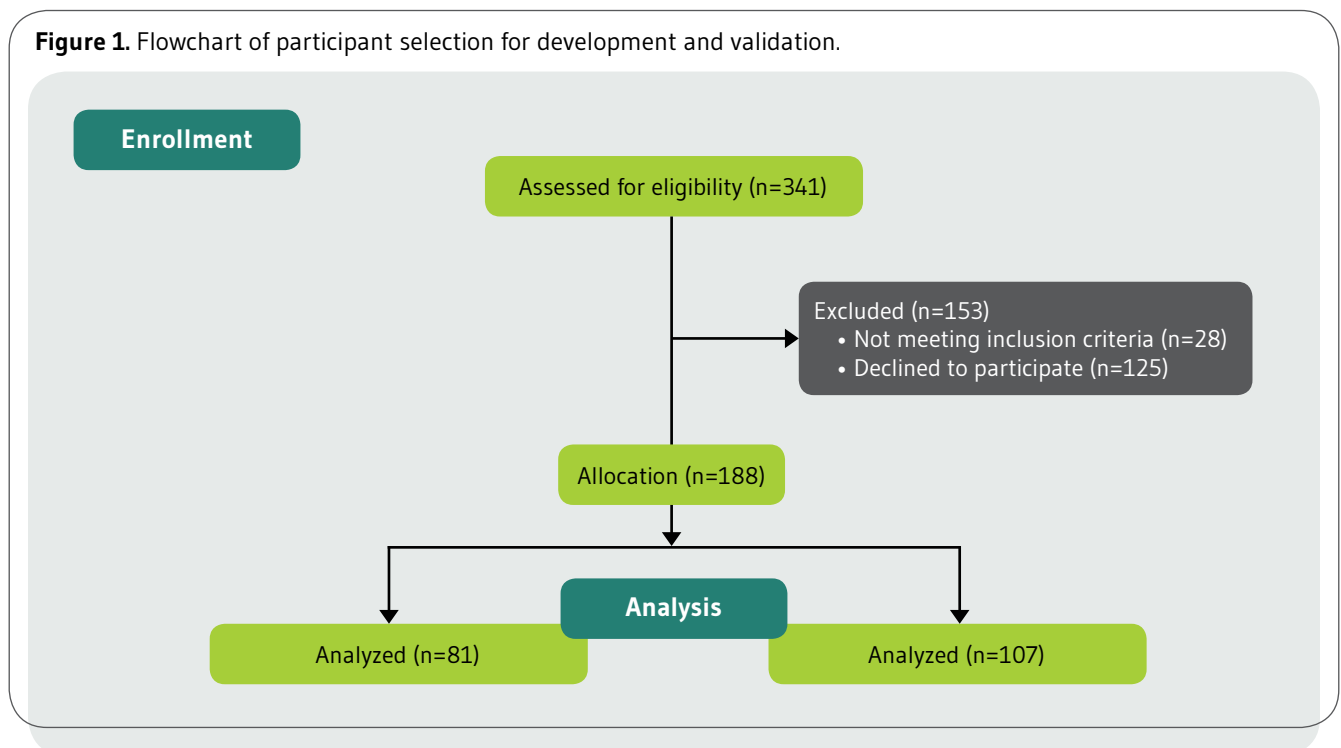 Figure 1. Flowchart of participant selection for development and validation.
Enrollment
Assessed for eligibility (n=341)
Excluded (n=153)
• Not meeting inclusion criteria (n=28)
• Declined to participate (n=125)
Allocation (n=188)
Analysis
Analyzed (n=81)
Analyzed (n=107)